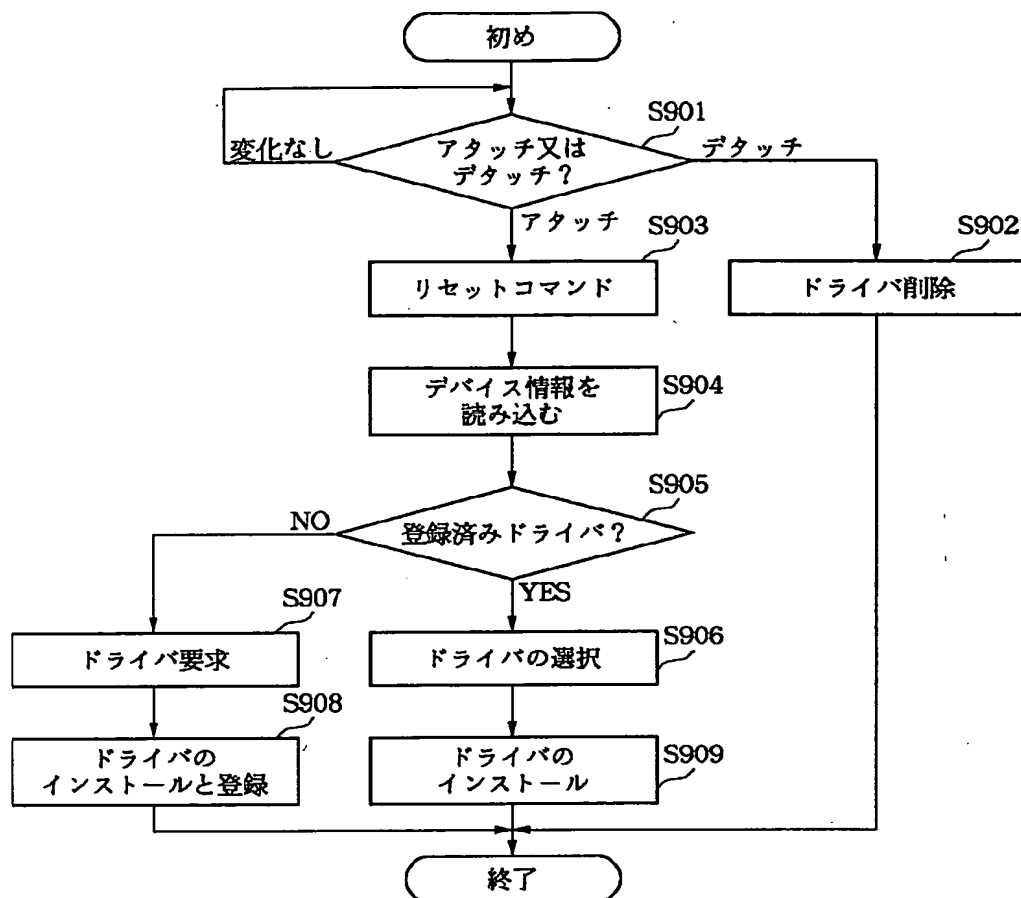 初め
S901
変化なし
アタッチ又は
デタッチ?
デタッチ
アタッチ
S903
S902
リセットコマンド
ドライバ削除
デバイス情報を
読み込む
S904
S905
NO
登録済みドライバ?
YES
S907
ドライバ要求
S906
ドライバの選択
S908
ドライバの
インストールと登録
ドライバの
インストール
S909
終了